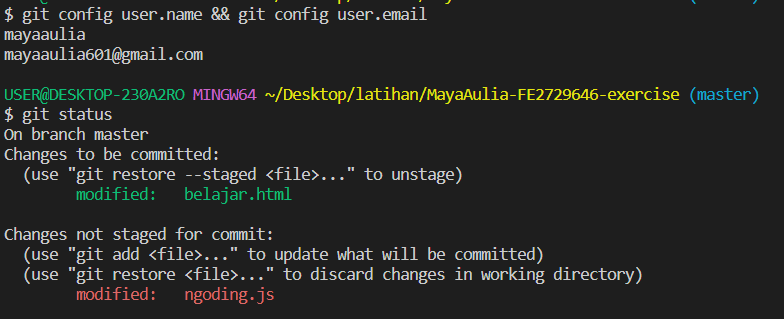 $ git config user.name && git config user.email
mayaaulia
mayaaulia601@gmail.com
USER@DESKTOP-230A2RO MINGW64 ~/Desktop/latihan/MayaAulia-FE2729646-exercise (master)
$ git status
On branch master
Changes to be committed:
  (use "git restore --staged <file>..." to unstage)
        modified:   belajar.html

Changes not staged for commit:
  (use "git add <file>..." to update what will be committed)
  (use "git restore <file>..." to discard changes in working directory)
        modified:   ngoding.js